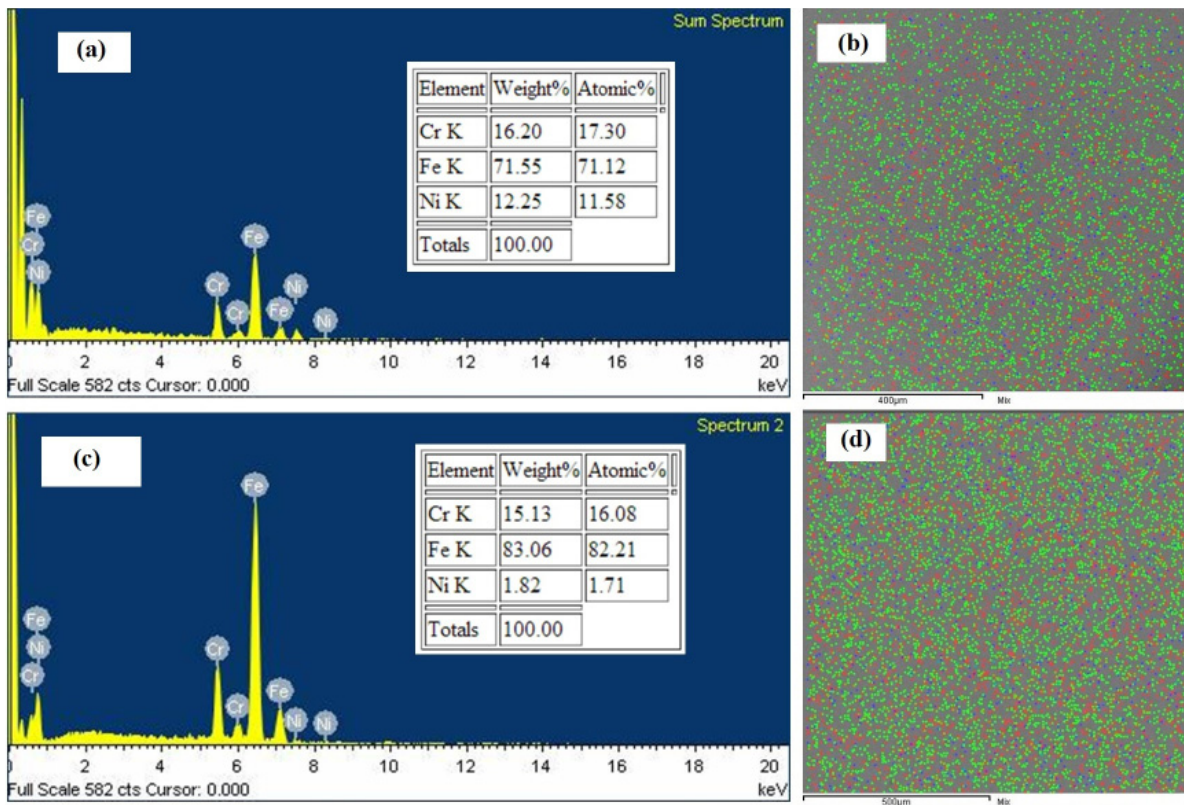 (a)
Sum Spectrum
Element Weight% Atomic%
Cr K 16.20 17.30
Fe K 71.55 71.12
Ni K 12.25 11.58
Totals 100.00
Fe
Cr
Ni
Cr
Cr
Fe
Fe
Ni
Ni
0 2 4 6 8 10 12 14 16 18 20
Full Scale 582 cts Cursor: 0.000 keV
(b)
400µm Mix
(c)
Spectrum 2
Element Weight% Atomic%
Cr K 15.13 16.08
Fe K 83.06 82.21
Ni K 1.82 1.71
Totals 100.00
Fe
Ni
Cr
Cr
Cr
Fe
Fe
Ni
Ni
0 2 4 6 8 10 12 14 16 18 20
Full Scale 582 cts Cursor: 0.000 keV
(d)
500µm Mix